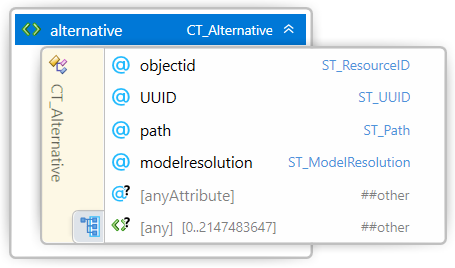 alternative CT_Alternative
CT_Alternative
@ objectid ST_ResourceID
@ UUID ST_UUID
@ path ST_Path
@ modelresolution ST_ModelResolution
@? [anyAttribute] ##other
<>? [any] [0..2147483647] ##other